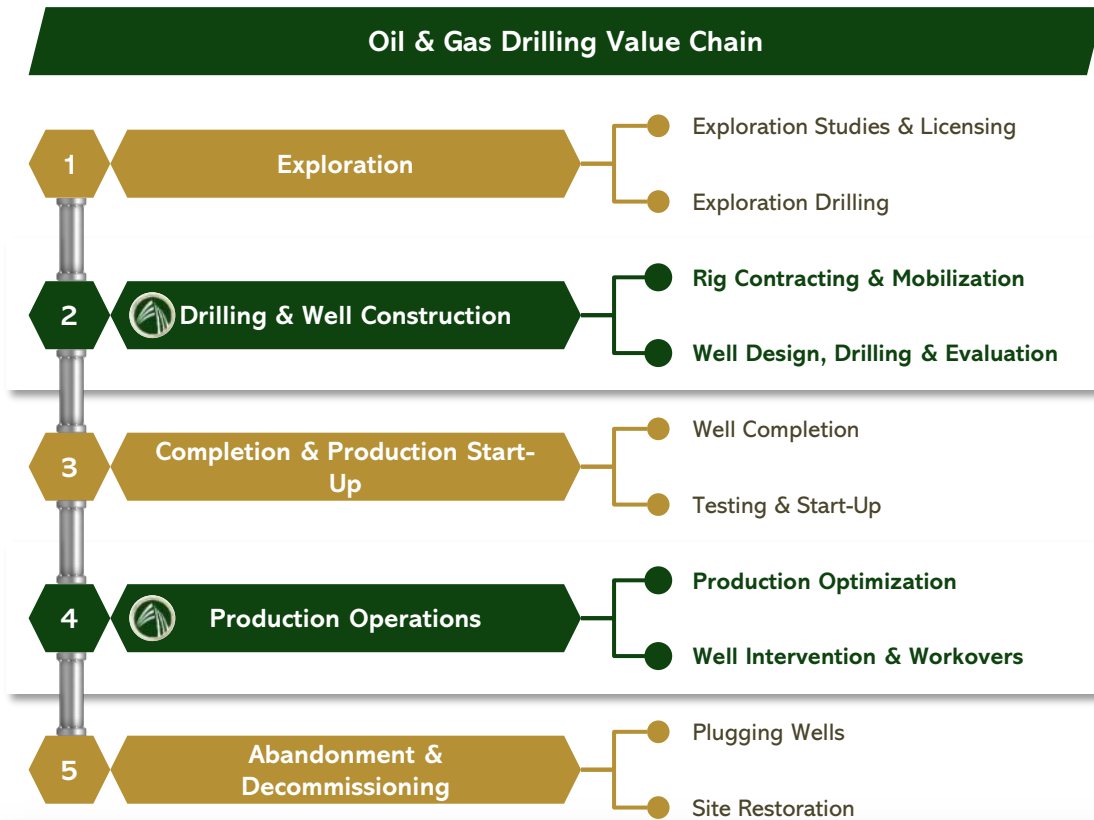 Oil & Gas Drilling Value Chain
1
Exploration
Exploration Studies & Licensing
Exploration Drilling
2
Drilling & Well Construction
Rig Contracting & Mobilization
Well Design, Drilling & Evaluation
3
Completion & Production Start-
Up
Well Completion
Testing & Start-Up
4
Production Operations
Production Optimization
Well Intervention & Workovers
5
Abandonment &
Decommissioning
Plugging Wells
Site Restoration